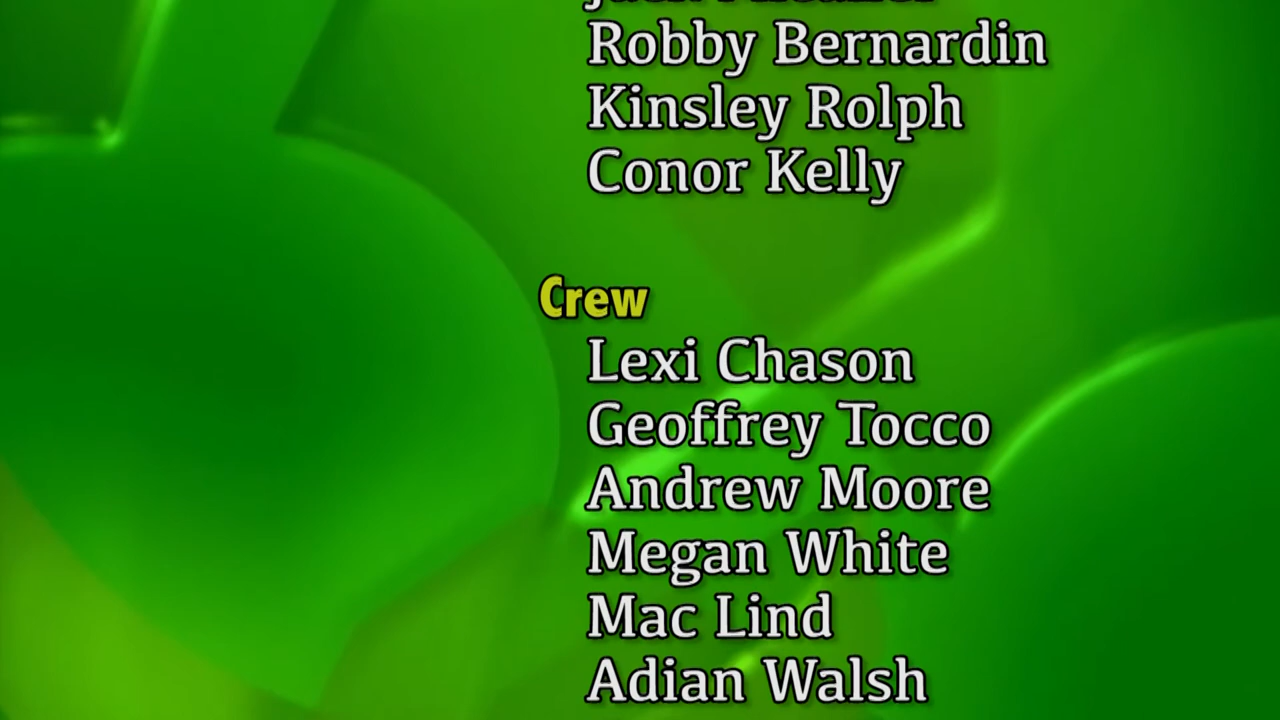 Robby Bernardin
Kinsley Rolph
Conor Kelly
Crew
Lexi Chason
Geoffrey Tocco
Andrew Moore
Megan White
Mac Lind
Adian Walsh